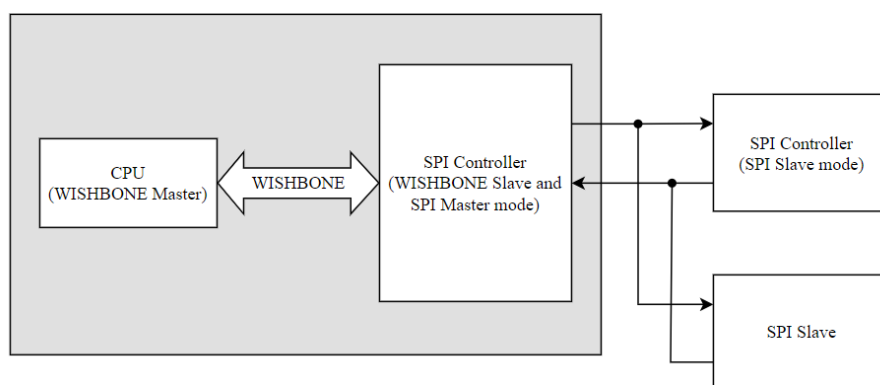 CPU
(WISHBONE Master)
WISHBONE
SPI Controller
(WISHBONE Slave and
SPI Master mode)
SPI Controller
(SPI Slave mode)
SPI Slave